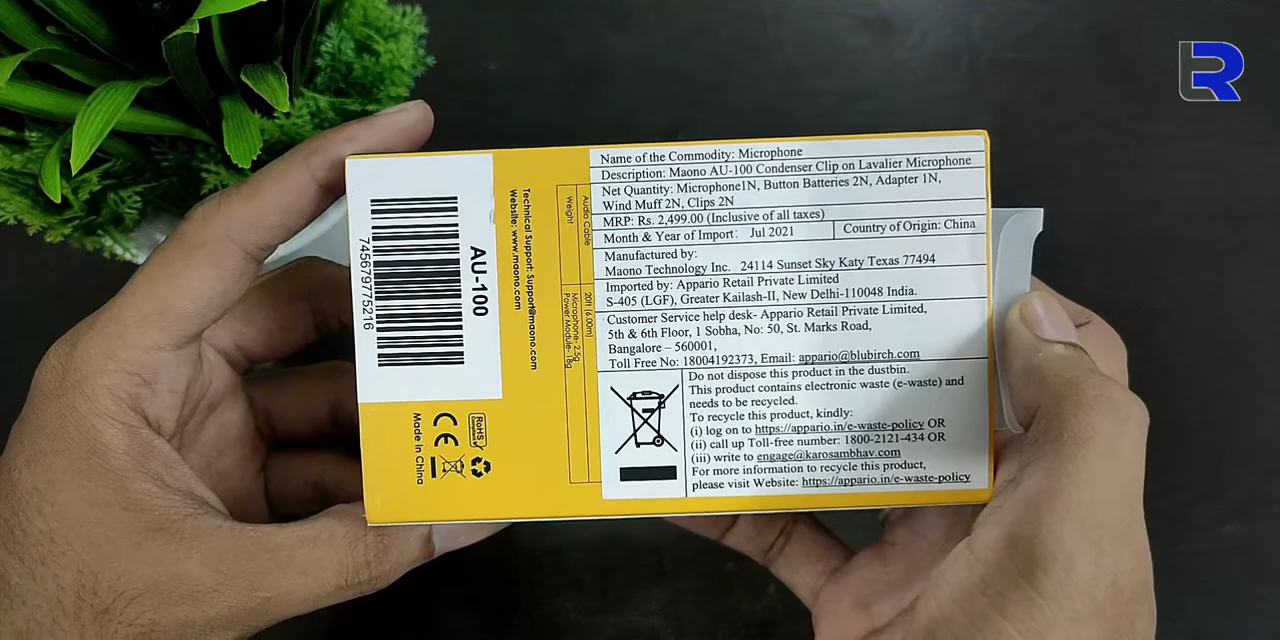 Name of the Commodity: Microphone
Description: Maono AU-100 Condenser Clip on Lavalier Microphone
Net Quantity: Microphone1N, Button Batteries 2N, Adapter 1N,
Wind Muff 2N, Clips 2N
MRP: Rs. 2,499.00 (Inclusive of all taxes)
Month & Year of Import: Jul 2021
Country of Origin: China
Manufactured by:
Maono Technology Inc. 24114 Sunset Sky Katy Texas 77494
Imported by: Appario Retail Private Limited
S-405 (LGF), Greater Kailash-II, New Delhi-110048 India.
Customer Service help desk- Appario Retail Private Limited,
5th & 6th Floor, 1 Sobha, No: 50, St. Marks Road,
Bangalore – 560001,
Toll Free No: 18004192373, Email: appario@blubirch.com
Do not dispose this product in the dustbin.
This product contains electronic waste (e-waste) and
needs to be recycled.
To recycle this product, kindly:
(i) log on to https://appario.in/e-waste-policy OR
(ii) call up Toll-free number: 1800-2121-434 OR
(iii) write to engage@karosambhav.com
For more information to recycle this product,
please visit Website: https://appario.in/e-waste-policy
Audio Cable
20ft (6.00m)
Weight
Microphone- 2.5g
Power Module- 18g
Technical Support: Support@maono.com
Website: www.maono.com
AU-100
745679775216
RoHS
CE
Made in China
R